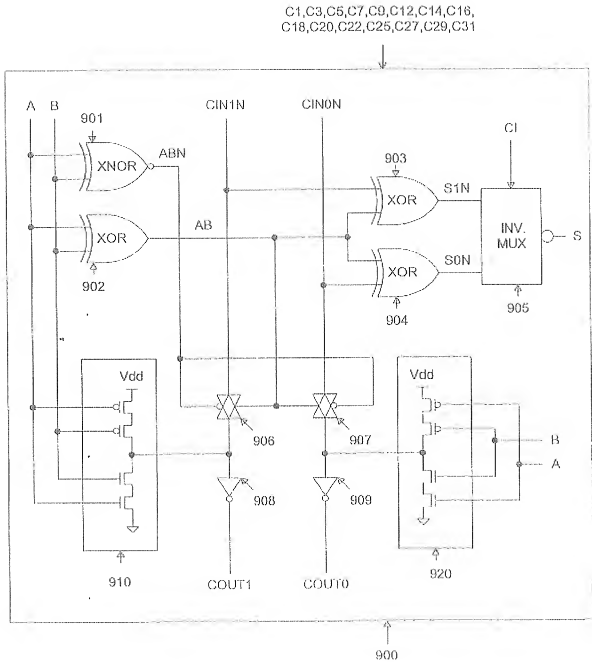 C1,C3,C5,C7,C9,C12,C14,C16,
C18,C20,C22,C25,C27,C29,C31
A B CIN1N CIN0N
901
XNOR
ABN
903
XOR
S1N
CI
XOR
AB
902
XOR
S0N
904
INV.
MUX
S
905
Vdd
906
907
Vdd
B
A
908
909
910
920
COUT1
COUT0
900